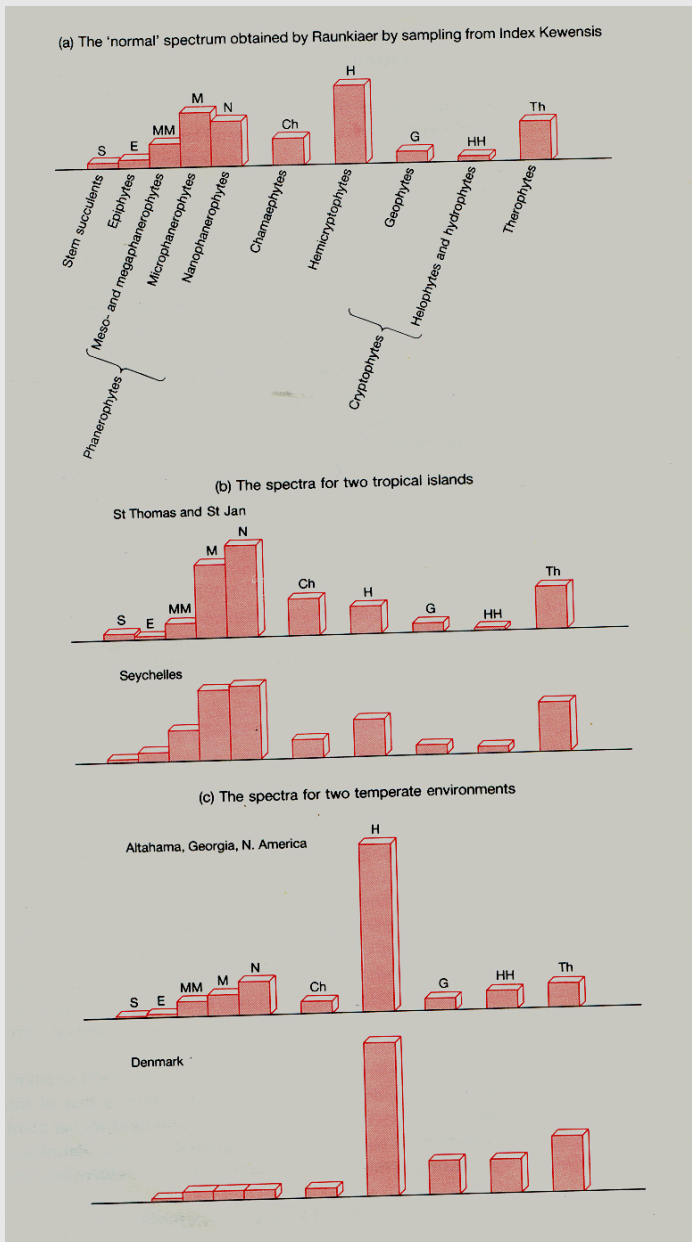 (a) The 'normal' spectrum obtained by Raunkiaer by sampling from Index Kewensis
S
E
MM
M
N
Ch
H
G
HH
Th
Stem succulents
Epiphytes
Meso- and megaphanerophytes
Microphanerophytes
Nanophanerophytes
Chamaephytes
Hemicryptophytes
Geophytes
Helophytes and hydrophytes
Therophytes
Phanerophytes
Cryptophytes
(b) The spectra for two tropical islands
St Thomas and St Jan
S
E
MM
M
N
Ch
H
G
HH
Th
Seychelles
(c) The spectra for two temperate environments
Altahama, Georgia, N. America
S
E
MM
M
N
Ch
H
G
HH
Th
Denmark